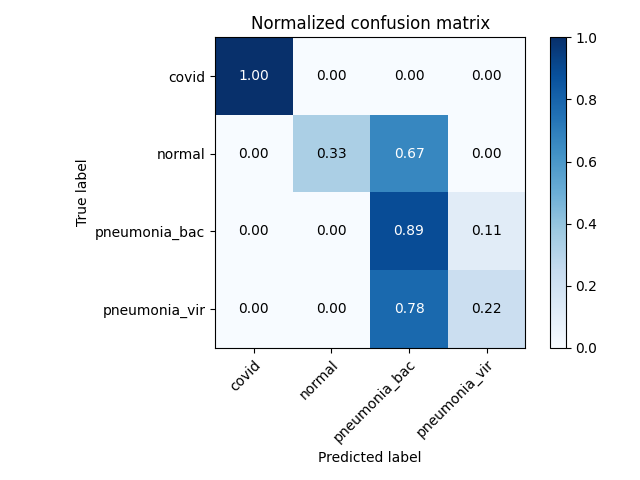 Normalized confusion matrix
True label
covid 1.00 0.00 0.00 0.00
normal 0.00 0.33 0.67 0.00
pneumonia_bac 0.00 0.00 0.89 0.11
pneumonia_vir 0.00 0.00 0.78 0.22
covid normal pneumonia_bac pneumonia_vir
Predicted label
1.0
0.8
0.6
0.4
0.2
0.0